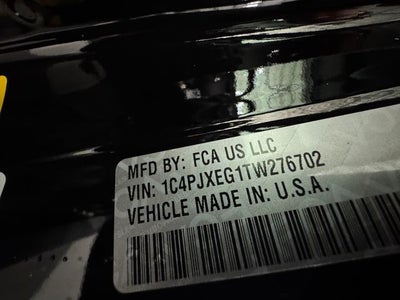 MFD BY: FCA US LLC
VIN: 1C4PJXEG1TW276702
VEHICLE MADE IN: U.S.A.